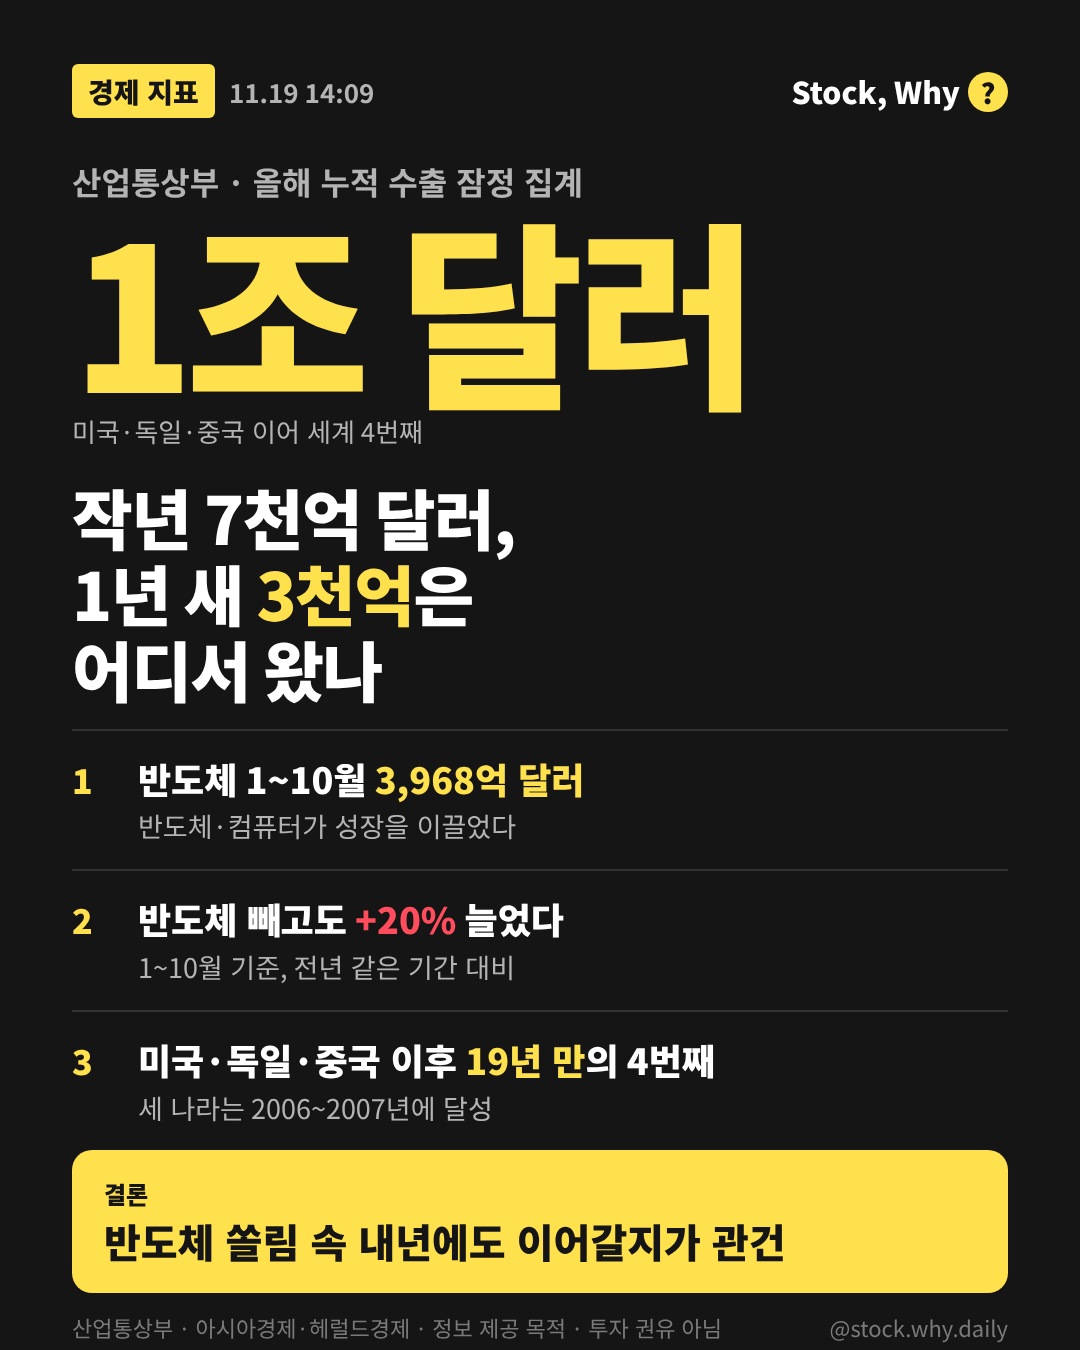 경제 지표 11.19 14:09
Stock, Why ?
산업통상부 · 올해 누적 수출 잠정 집계
1조 달러
미국·독일·중국 이어 세계 4번째
작년 7천억 달러,
1년 새 3천억은
어디서 왔나
1 반도체 1~10월 3,968억 달러
반도체·컴퓨터가 성장을 이끌었다
2 반도체 빼고도 +20% 늘었다
1~10월 기준, 전년 같은 기간 대비
3 미국·독일·중국 이후 19년 만의 4번째
세 나라는 2006~2007년에 달성
결론
반도체 쏠림 속 내년에도 이어갈지가 관건
산업통상부 · 아시아경제·헤럴드경제 · 정보 제공 목적 · 투자 권유 아님
@stock.why.daily